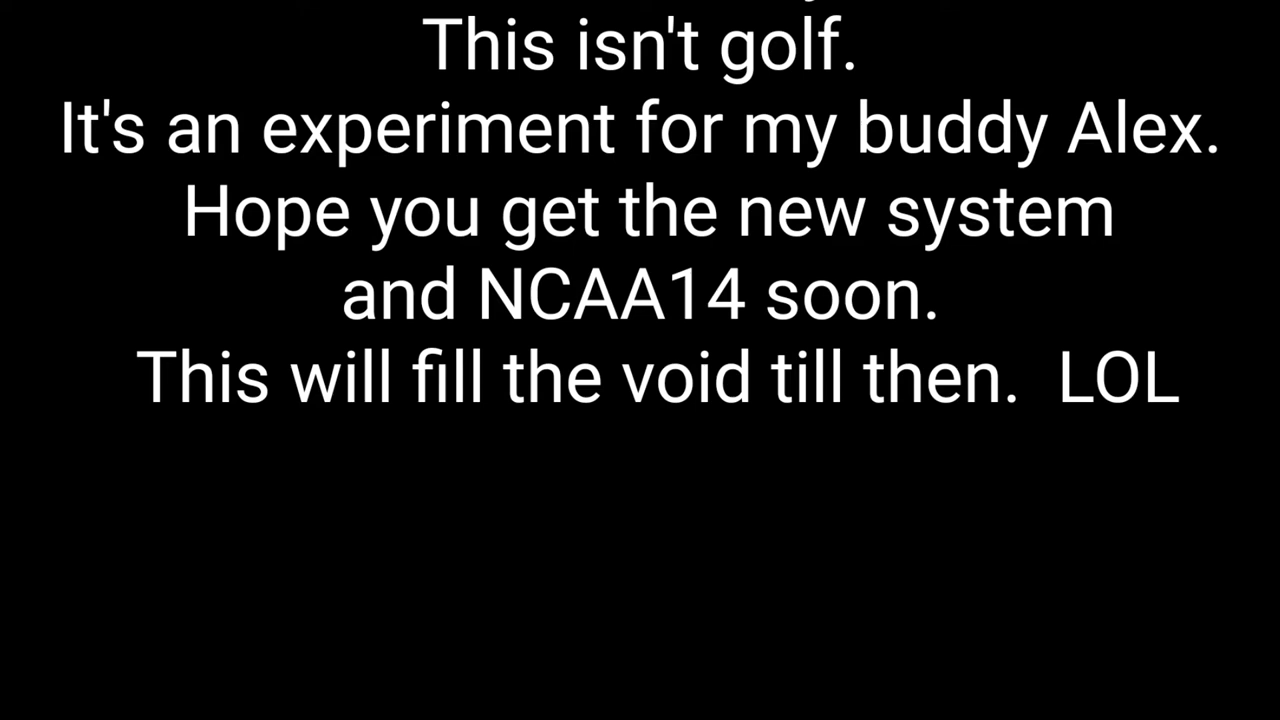 This isn't golf.
It's an experiment for my buddy Alex.
Hope you get the new system
and NCAA14 soon.
This will fill the void till then.  LOL